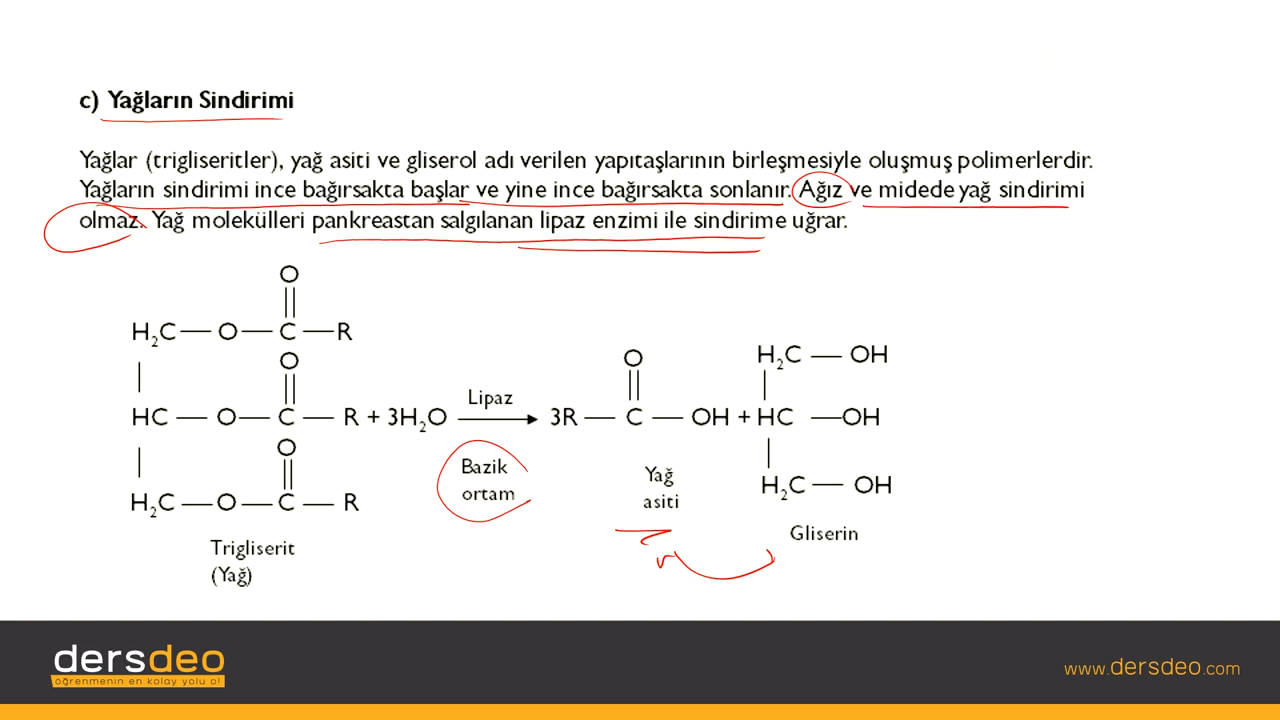 c) Yağların Sindirimi
Yağlar (trigliseritler), yağ asiti ve gliserol adı verilen yapıtaşlarının birleşmesiyle oluşmuş polimerlerdir.
Yağların sindirimi ince bağırsakta başlar ve yine ince bağırsakta sonlanır. Ağız ve midede yağ sindirimi
olmaz. Yağ molekülleri pankreastan salgılanan lipaz enzimi ile sindirime uğrar.
O
||
H₂C — O — C — R
| O
||
HC — O — C — R + 3H₂O
| O
||
H₂C — O — C — R
Trigliserit
(Yağ)
Lipaz
→
Bazik
ortam
O
||
3R — C — OH +
Yağ
asiti
H₂C — OH
|
HC — OH
|
H₂C — OH
Gliserin
dersdeo
öğrenmenin en kolay yolu o!
www.dersdeo.com